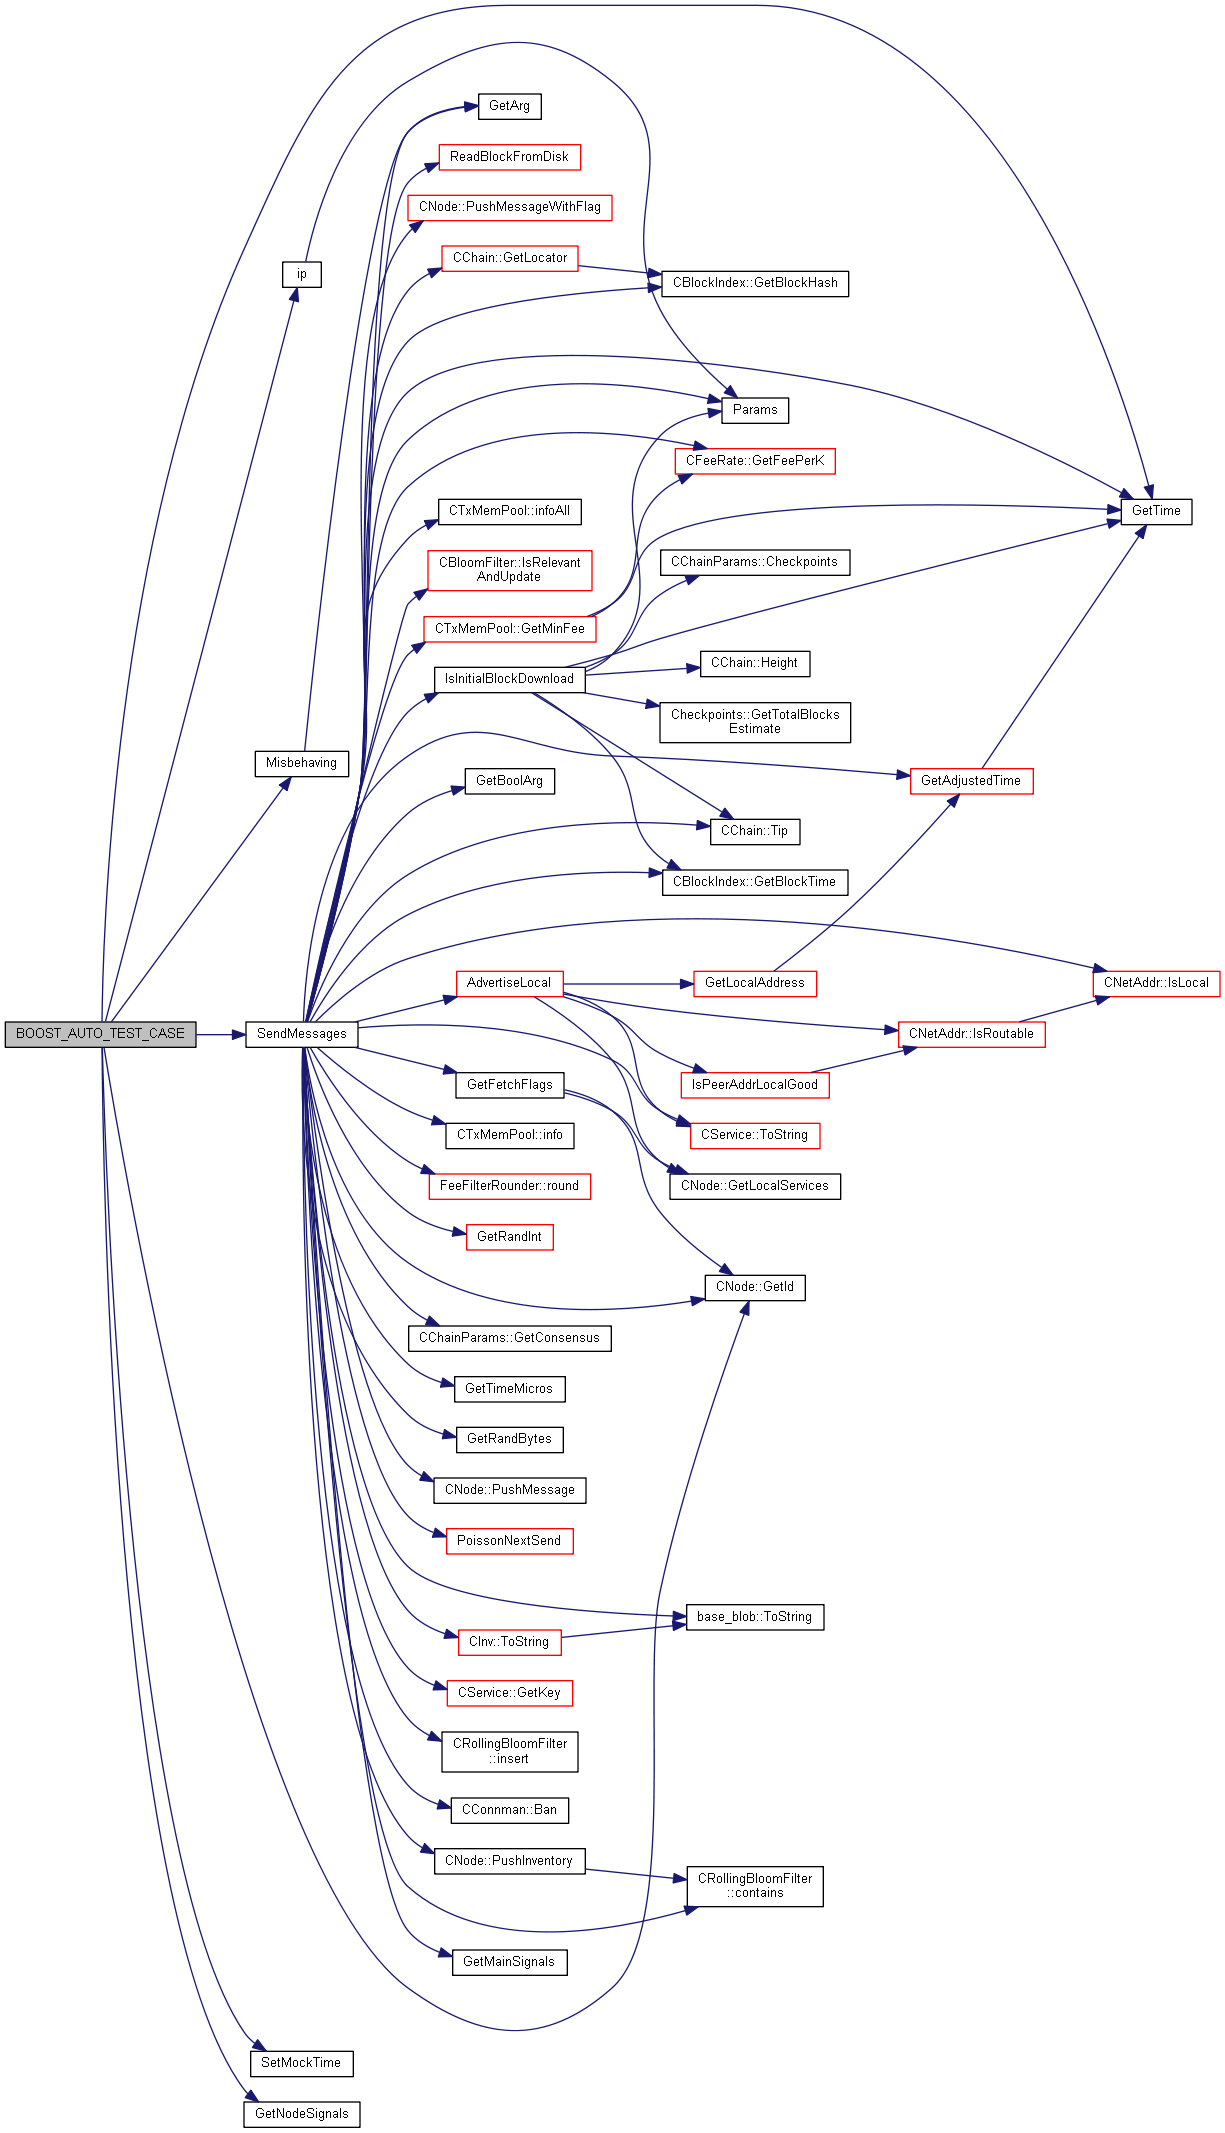 GetArg
ReadBlockFromDisk
CNode::PushMessageWithFlag
CChain::GetLocator
ip
CBlockIndex::GetBlockHash
Params
CFeeRate::GetFeePerK
CTxMemPool::infoAll
GetTime
CBloomFilter::IsRelevant
AndUpdate
CChainParams::Checkpoints
CTxMemPool::GetMinFee
CChain::Height
IsInitialBlockDownload
Checkpoints::GetTotalBlocks
Estimate
Misbehaving
GetBoolArg
GetAdjustedTime
CChain::Tip
CBlockIndex::GetBlockTime
AdvertiseLocal
GetLocalAddress
CNetAddr::IsLocal
BOOST_AUTO_TEST_CASE
SendMessages
CNetAddr::IsRoutable
GetFetchFlags
IsPeerAddrLocalGood
CTxMemPool::info
CService::ToString
FeeFilterRounder::round
CNode::GetLocalServices
GetRandInt
CNode::GetId
CChainParams::GetConsensus
GetTimeMicros
GetRandBytes
CNode::PushMessage
PoissonNextSend
base_blob::ToString
CInv::ToString
CService::GetKey
CRollingBloomFilter
::insert
CConnman::Ban
CNode::PushInventory
CRollingBloomFilter
::contains
GetMainSignals
SetMockTime
GetNodeSignals